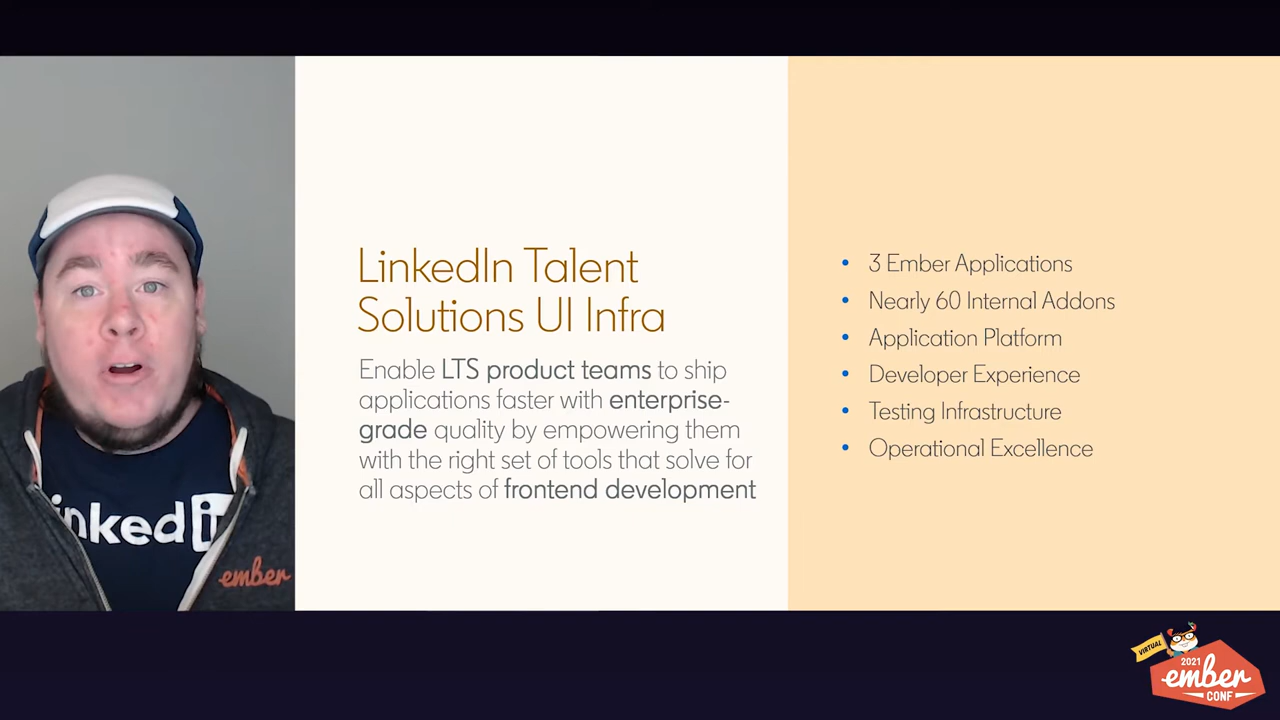 LinkedIn Talent
Solutions UI Infra
Enable LTS product teams to ship
applications faster with enterprise-
grade quality by empowering them
with the right set of tools that solve for
all aspects of frontend development
• 3 Ember Applications
• Nearly 60 Internal Addons
• Application Platform
• Developer Experience
• Testing Infrastructure
• Operational Excellence
inked in
ember
VIRTUAL
2021
ember
CONF